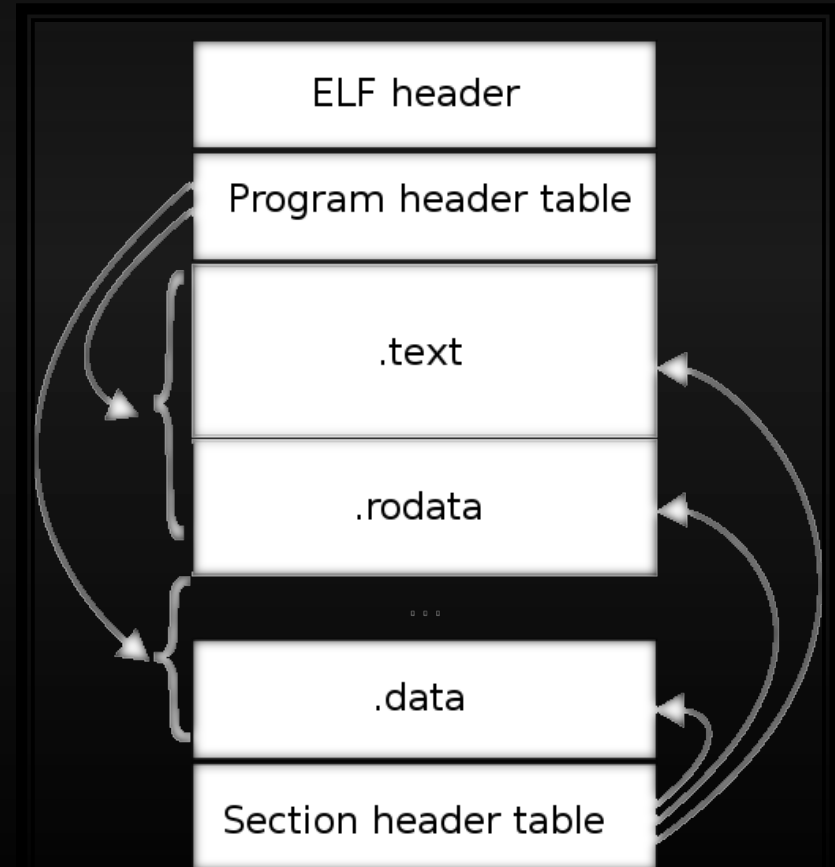 ELF header
Program header table
.text
.rodata
...
.data
Section header table